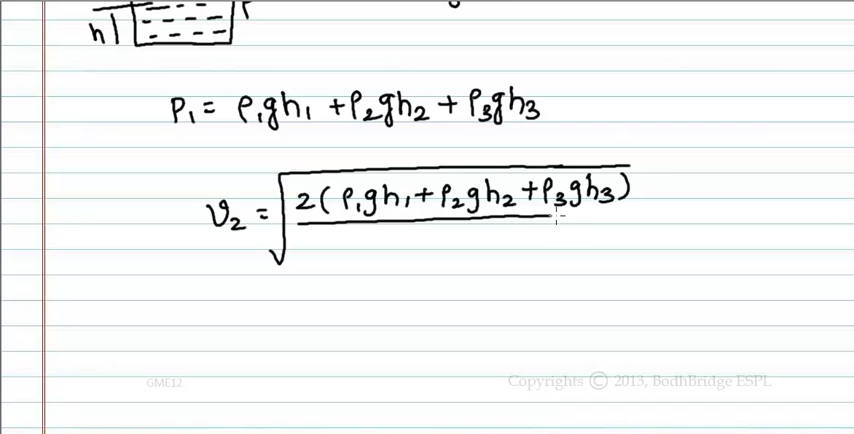 h
P₁ = ρ₁gh₁ + ρ₂gh₂ + ρ₃gh₃
v₂ = √(2(ρ₁gh₁ + ρ₂gh₂ + ρ₃gh₃)
GME12
Copyrights © 2013, BodhBridge ESPL